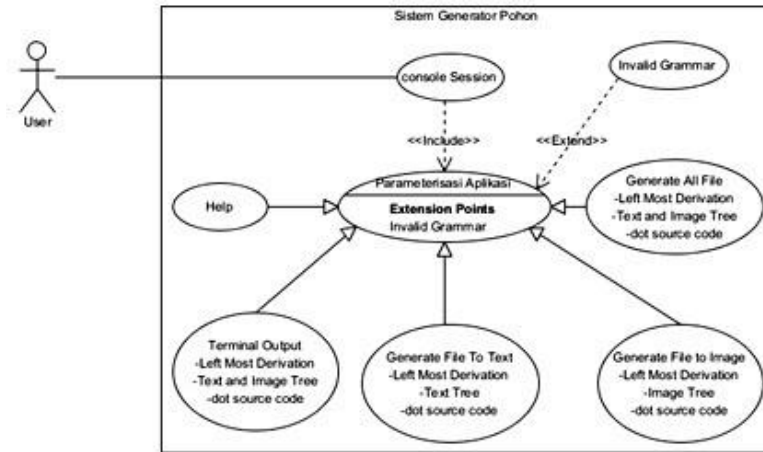 Sistem Generator Pohon
console Session
Invalid Grammar
User
<<Include>>
<<Extend>>
Parameterisasi Aplikasi
Extension Points
Invalid Grammar
Help
Generate All File
-Left Most Derivation
-Text and Image Tree
-dot source code
Terminal Output
-Left Most Derivation
-Text and Image Tree
-dot source code
Generate File To Text
-Left Most Derivation
-Text Tree
-dot source code
Generate File to Image
-Left Most Derivation
-Image Tree
-dot source code